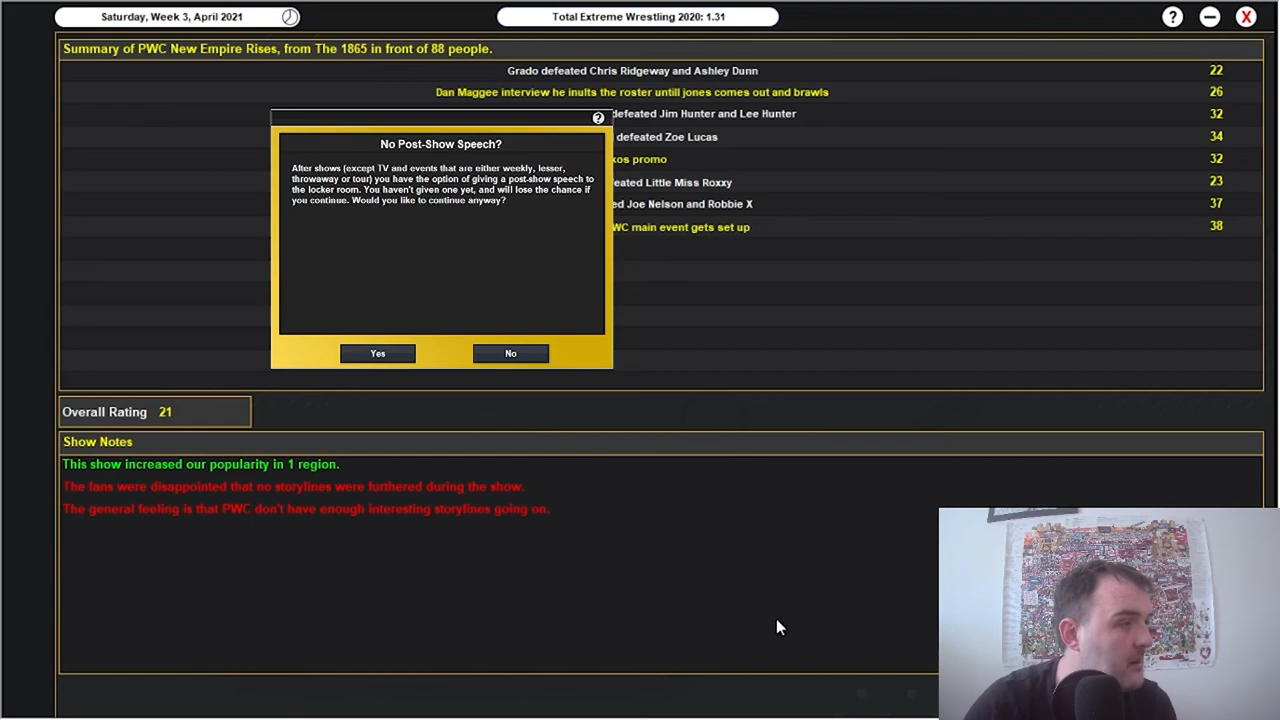 Saturday, Week 3, April 2021
Total Extreme Wrestling 2020: 1.31
?
X
Summary of PWC New Empire Rises, from The 1865 in front of 88 people.
Grado defeated Chris Ridgeway and Ashley Dunn 22
Dan Maggee interview he inults the roster untill jones comes out and brawls 26
defeated Jim Hunter and Lee Hunter 32
defeated Zoe Lucas 34
kos promo 32
eated Little Miss Roxxy 23
ed Joe Nelson and Robbie X 37
WC main event gets set up 38
?
No Post-Show Speech?
After shows (except TV and events that are either weekly, lesser,
throwaway or tour) you have the option of giving a post-show speech to
the locker room. You haven't given one yet, and will lose the chance if
you continue. Would you like to continue anyway?
Yes No
Overall Rating 21
Show Notes
This show increased our popularity in 1 region.
The fans were disappointed that no storylines were furthered during the show.
The general feeling is that PWC don't have enough interesting storylines going on.